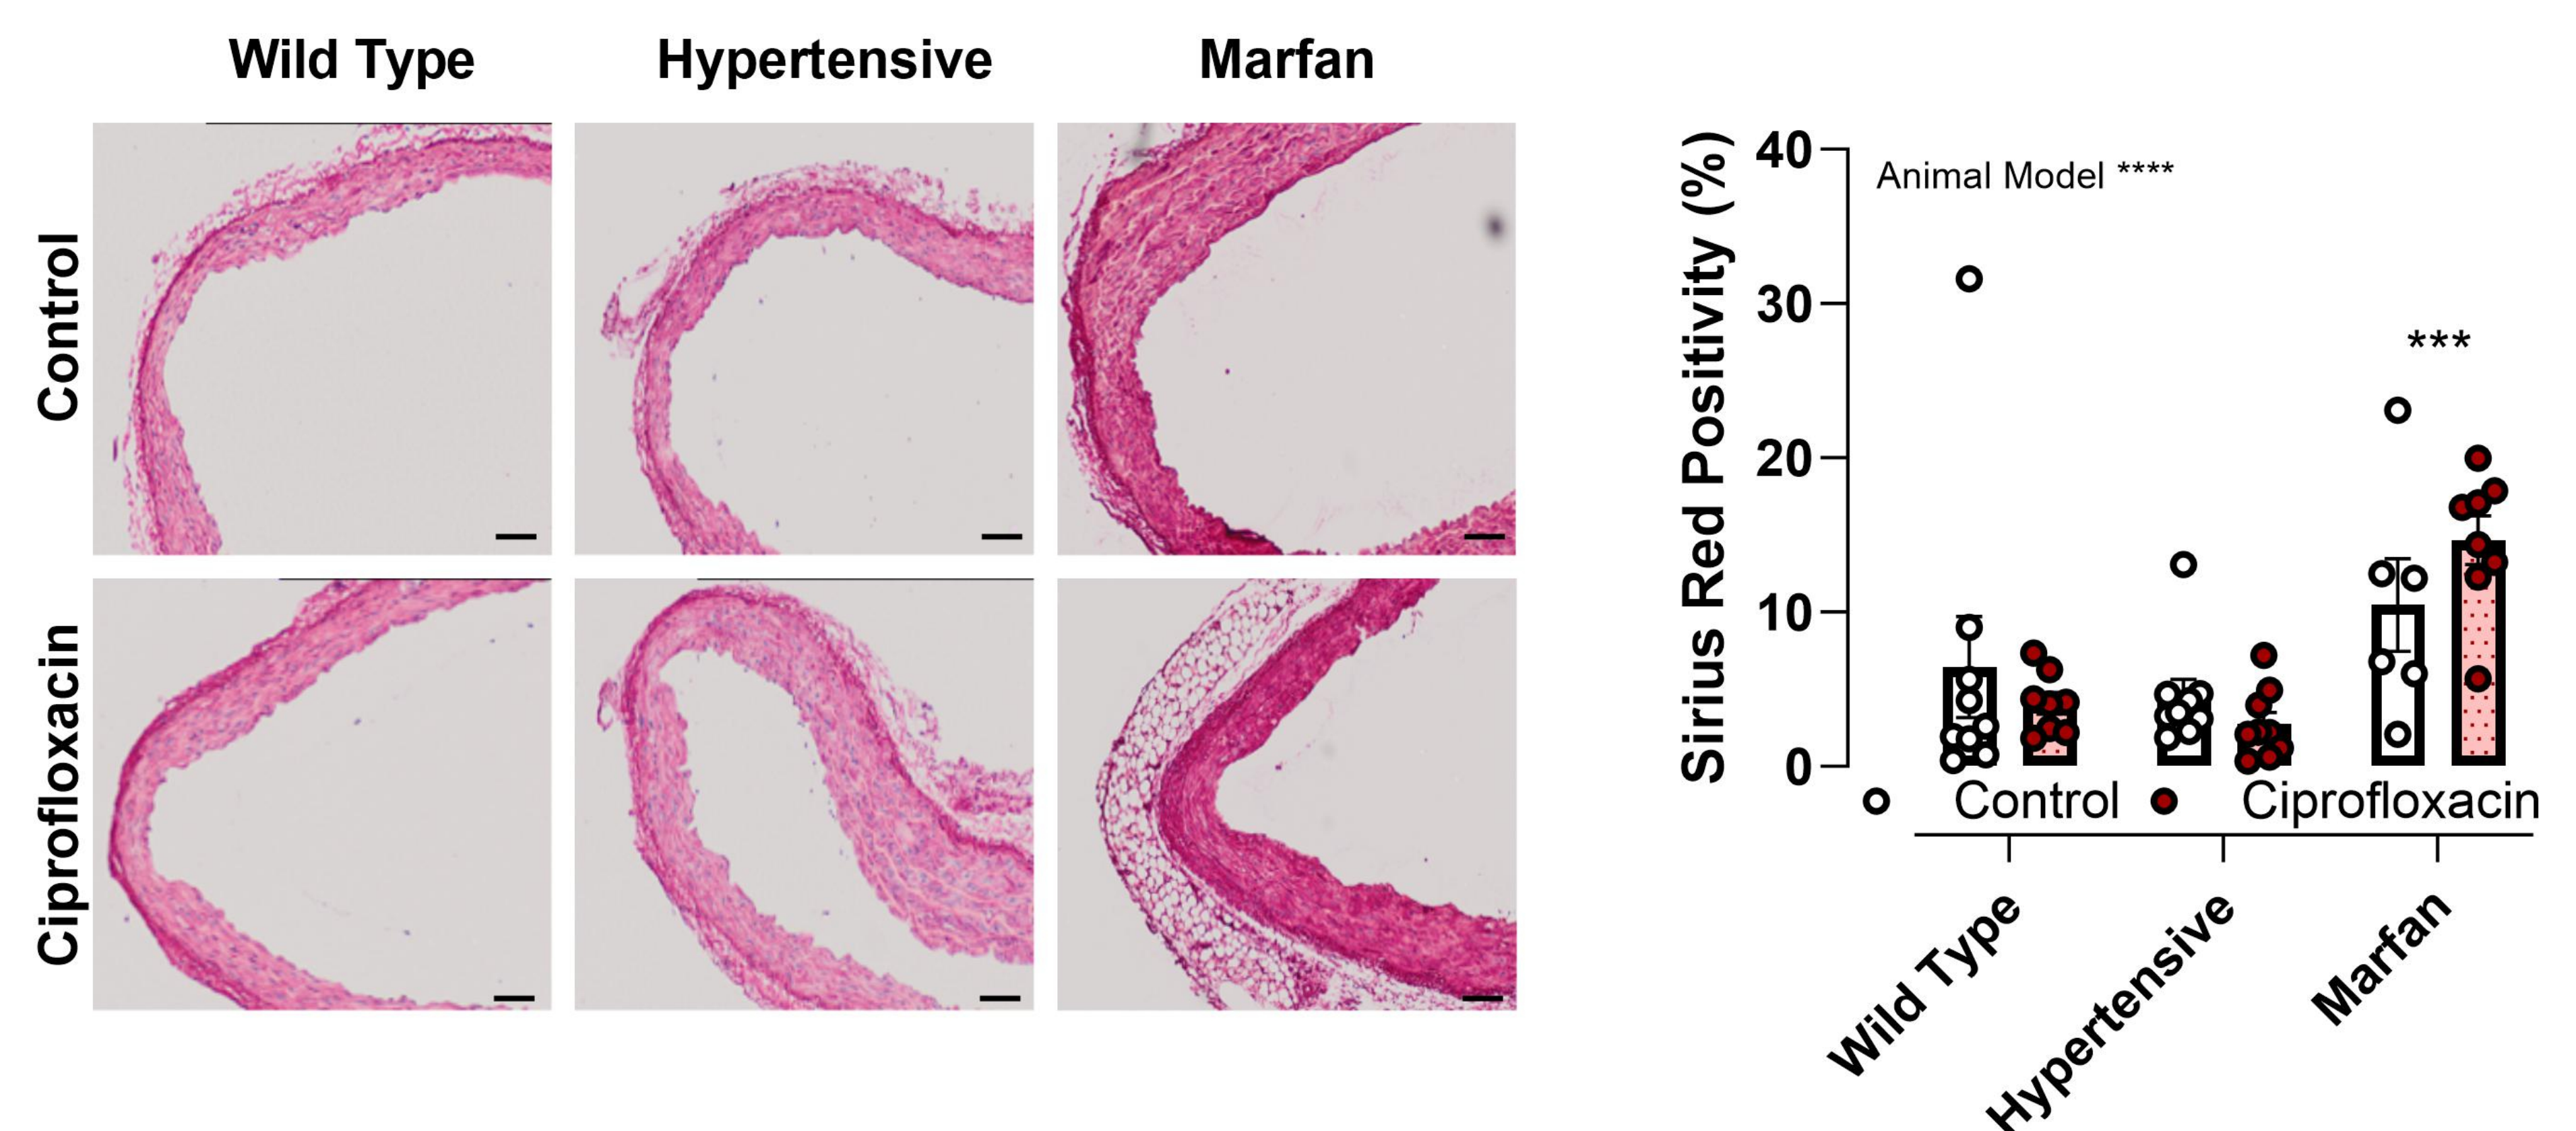 Wild Type
Hypertensive
Marfan
Control
Ciprofloxacin
Sirius Red Positivity (%)
40
30
20
10
0
Animal Model ****
***
Control
Ciprofloxacin
Wild Type
Hypertensive
Marfan